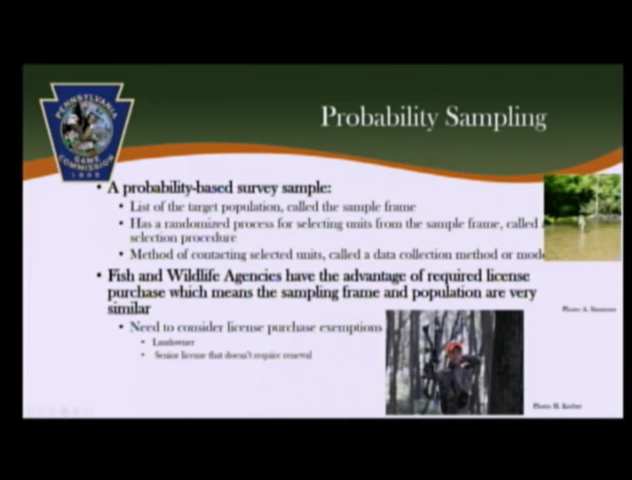 PENNSYLVANIA
GAME
COMMISSION
1895
Probability Sampling
• A probability-based survey sample:
• List of the target population, called the sample frame
• Has a randomized process for selecting units from the sample frame, called
selection procedure
• Method of contacting selected units, called a data collection method or mode
• Fish and Wildlife Agencies have the advantage of required license
purchase which means the sampling frame and population are very
similar
• Need to consider license purchase exemptions
• Landowner
• Senior license that doesn't require renewal
Photo: A.
Photo: H.